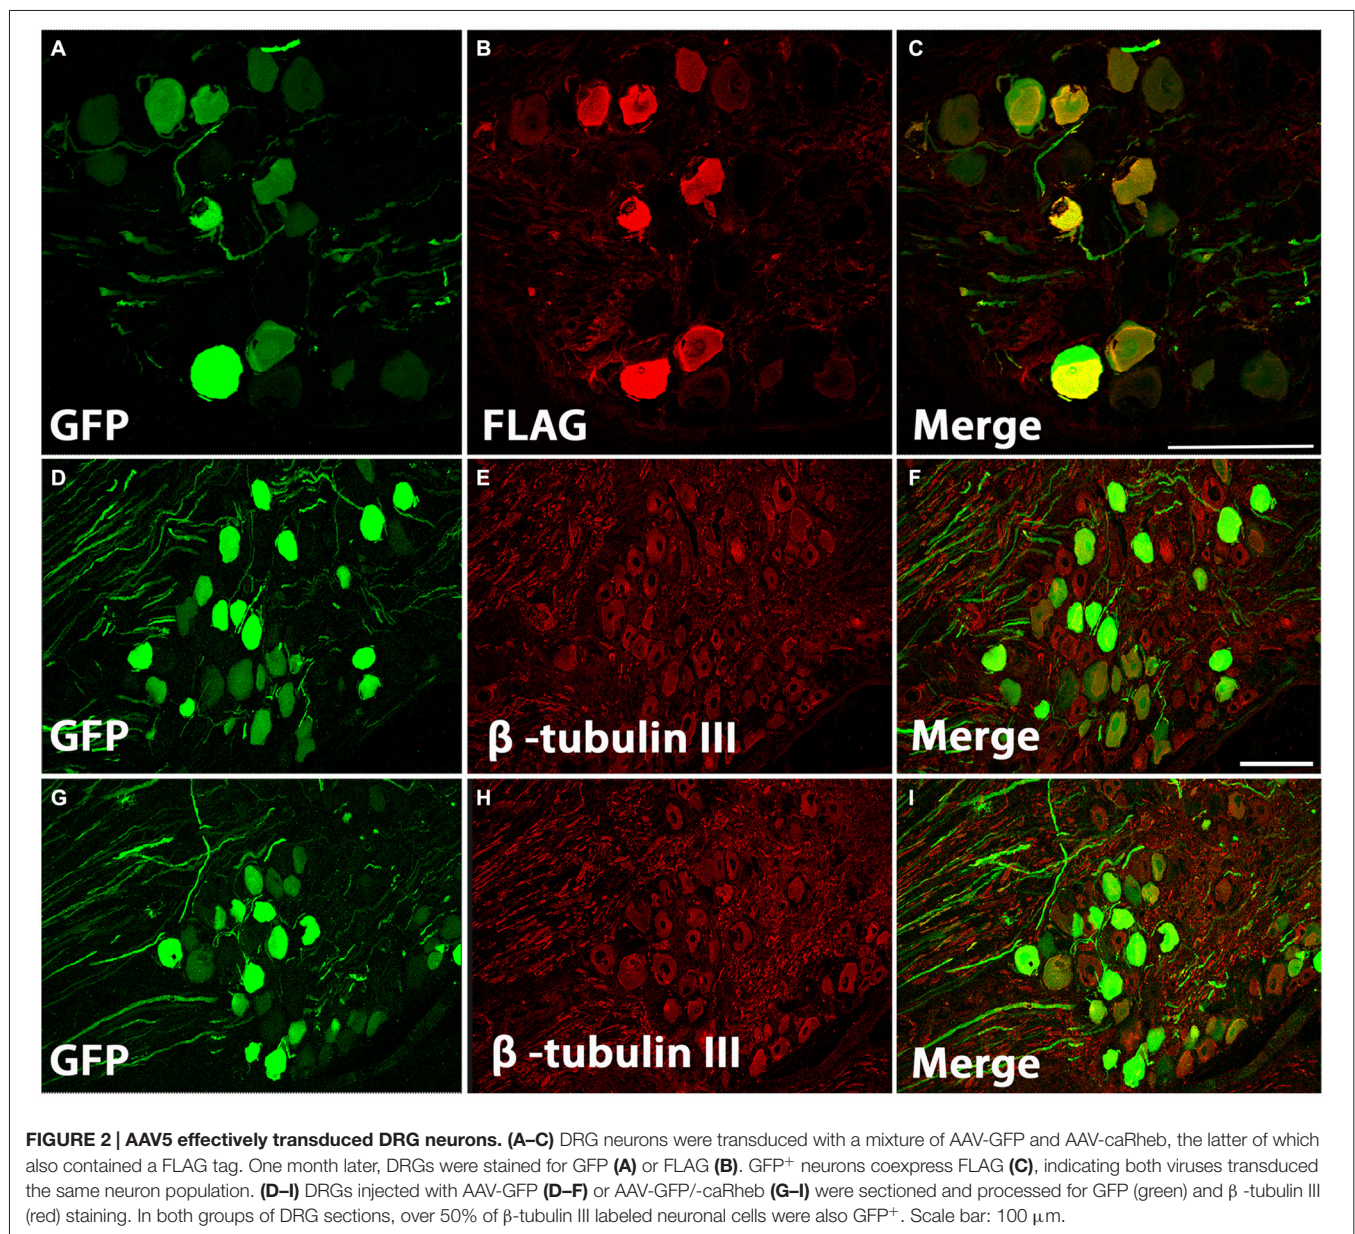 A
B
C
GFP
FLAG
Merge
D
E
F
GFP
β -tubulin III
Merge
G
H
I
GFP
β -tubulin III
Merge
FIGURE 2 | AAV5 effectively transduced DRG neurons. (A–C) DRG neurons were transduced with a mixture of AAV-GFP and AAV-caRheb, the latter of which
also contained a FLAG tag. One month later, DRGs were stained for GFP (A) or FLAG (B). GFP⁺ neurons coexpress FLAG (C), indicating both viruses transduced
the same neuron population. (D–I) DRGs injected with AAV-GFP (D–F) or AAV-GFP/-caRheb (G–I) were sectioned and processed for GFP (green) and β -tubulin III
(red) staining. In both groups of DRG sections, over 50% of β-tubulin III labeled neuronal cells were also GFP⁺. Scale bar: 100 μm.